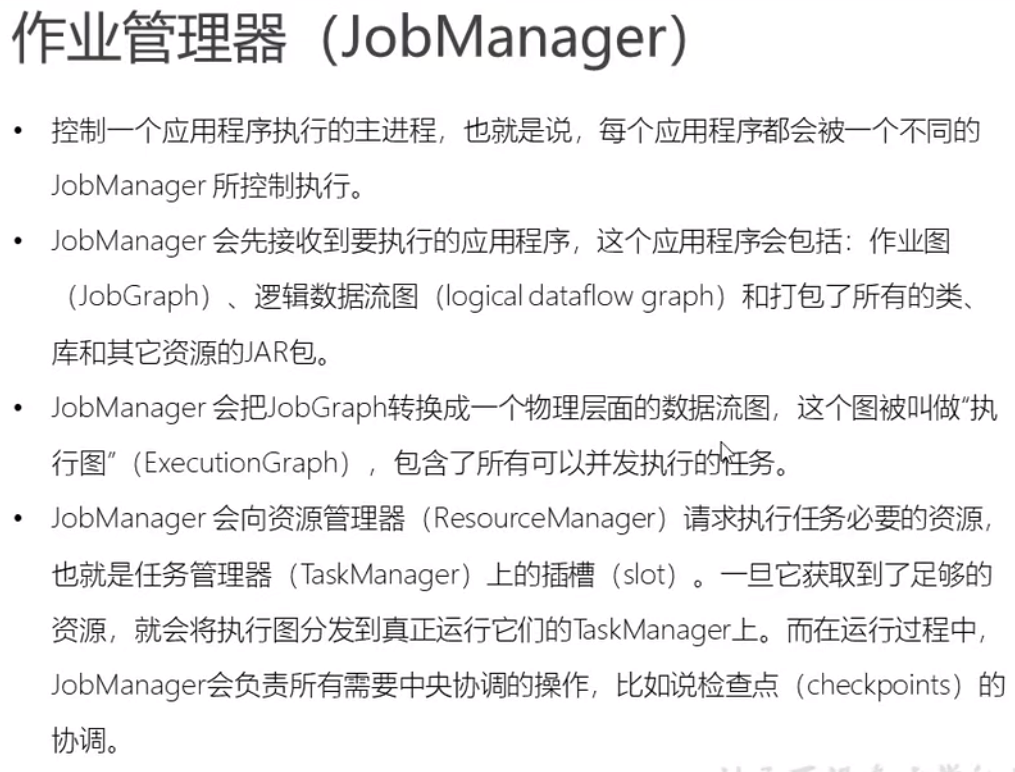 作业管理器（JobManager）
• 控制一个应用程序执行的主进程，也就是说，每个应用程序都会被一个不同的
JobManager 所控制执行。
• JobManager 会先接收到要执行的应用程序，这个应用程序会包括：作业图
（JobGraph）、逻辑数据流图（logical dataflow graph）和打包了所有的类、
库和其它资源的JAR包。
• JobManager 会把JobGraph转换成一个物理层面的数据流图，这个图被叫做“执
行图”（ExecutionGraph），包含了所有可以并发执行的任务。
• JobManager 会向资源管理器（ResourceManager）请求执行任务必要的资源，
也就是任务管理器（TaskManager）上的插槽（slot）。一旦它获取到了足够的
资源，就会将执行图分发到真正运行它们的TaskManager上。而在运行过程中，
JobManager会负责所有需要中央协调的操作，比如说检查点（checkpoints）的
协调。